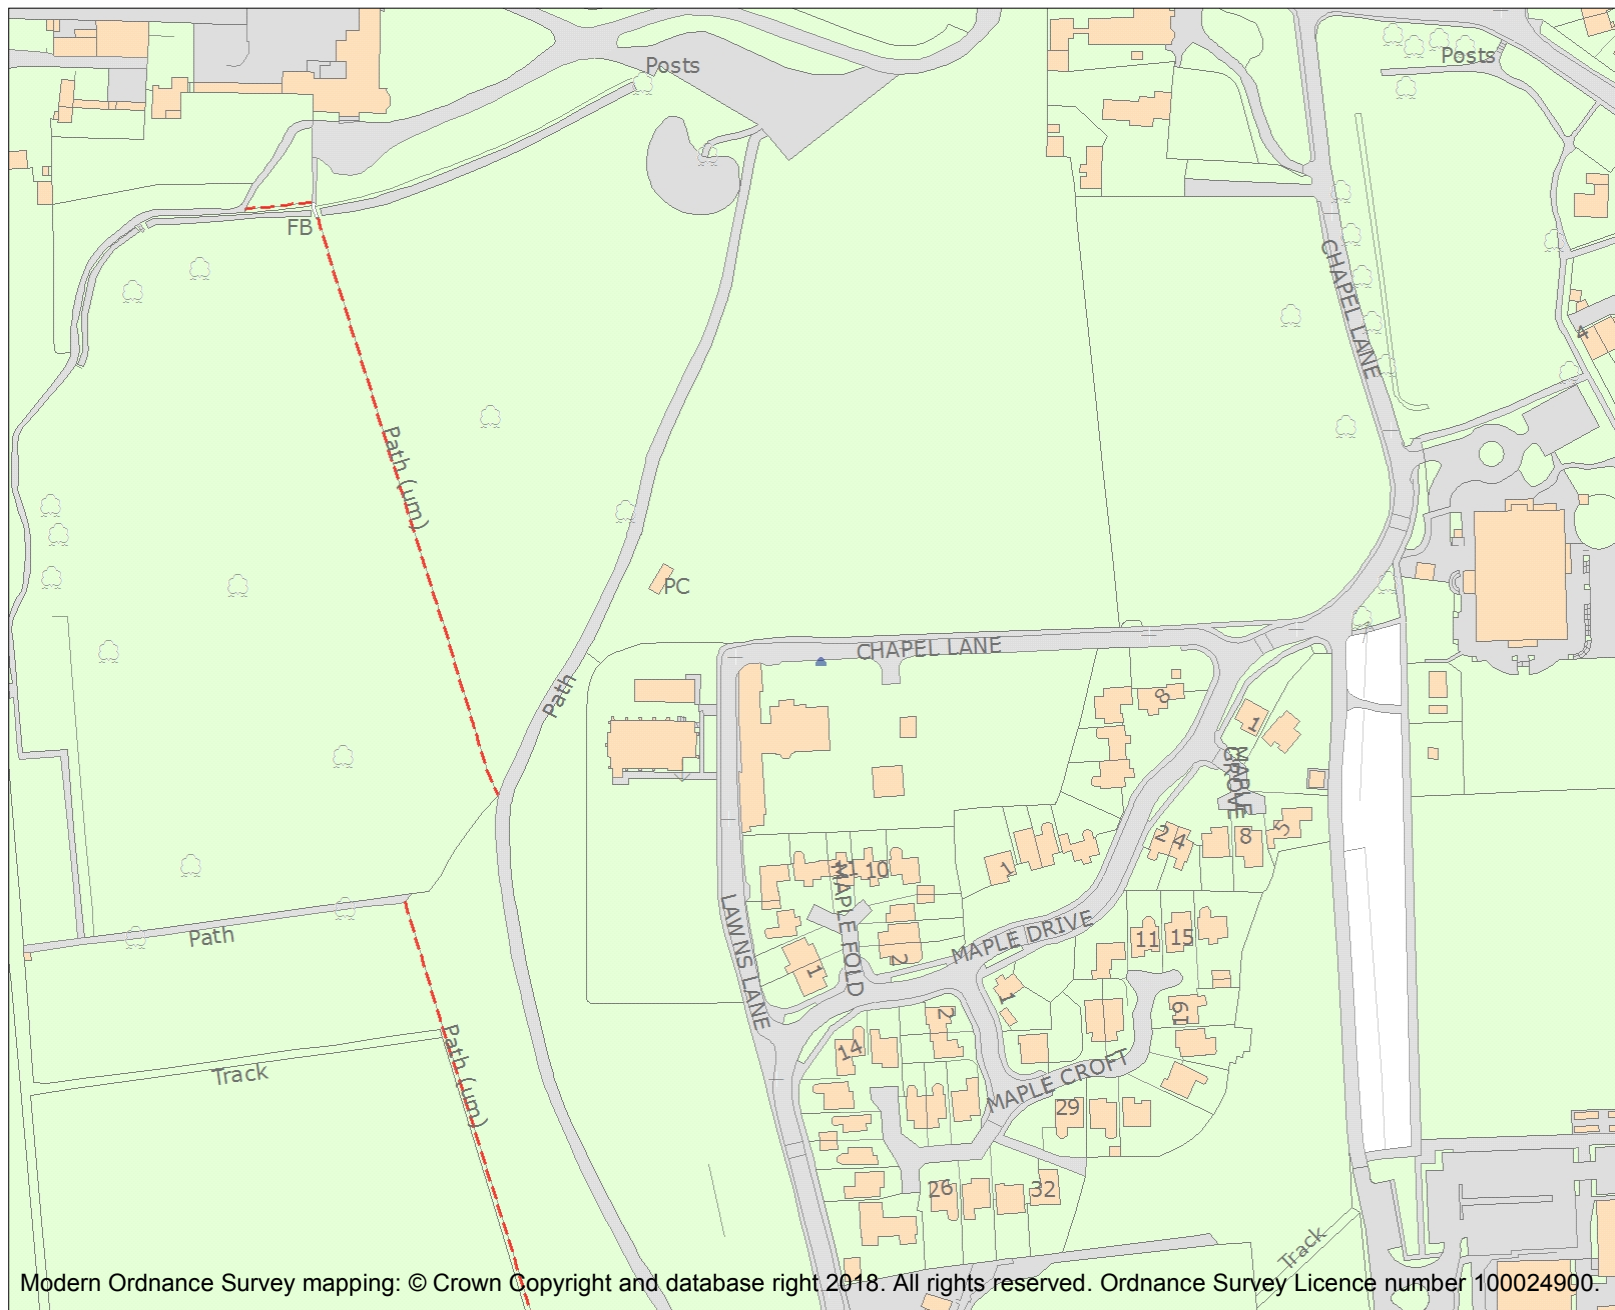 Posts
Posts
FB
CHAPEL LANE
4
Path (um)
PC
CHAPEL LANE
Path
8
1
MAPLE GROVE
2 4
8
5
1
11 10
MAPLE FOLD
LAWNS LANE
MAPLE DRIVE
11
15
Path
1
2
1
2
19
14
Path (um)
Track
MAPLE CROFT
29
26
32
Track
Modern Ordnance Survey mapping: © Crown Copyright and database right 2018. All rights reserved. Ordnance Survey Licence number 100024900.